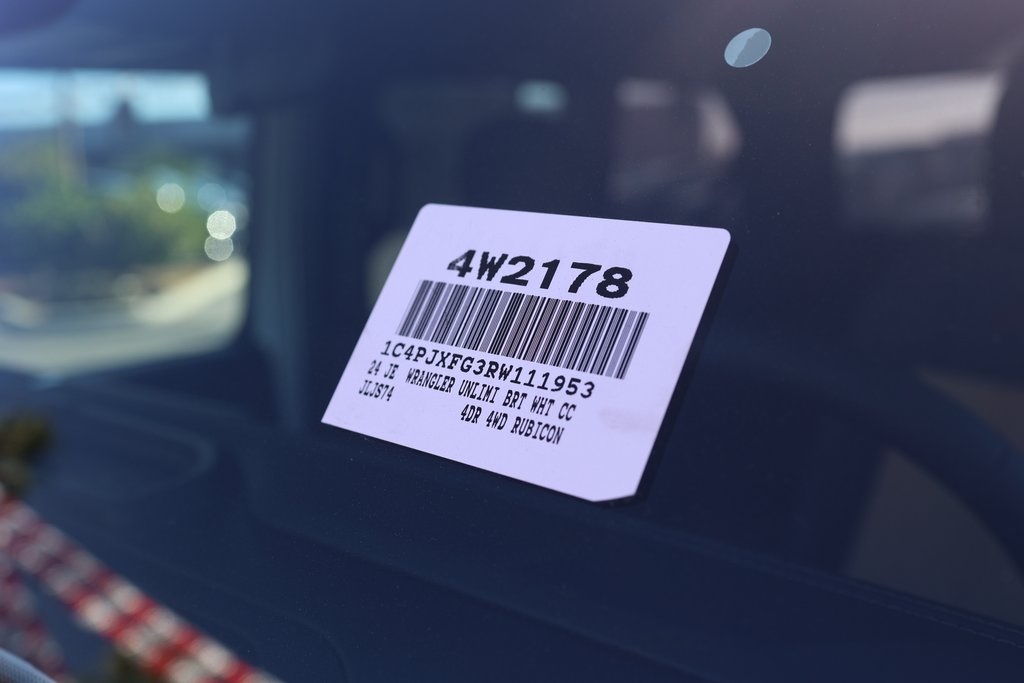 4W2178
1C4PJXFG3RW111953
24 JE WRANGLER UNLIMI BRT WHT CC
JLJS74 4DR 4WD RUBICON